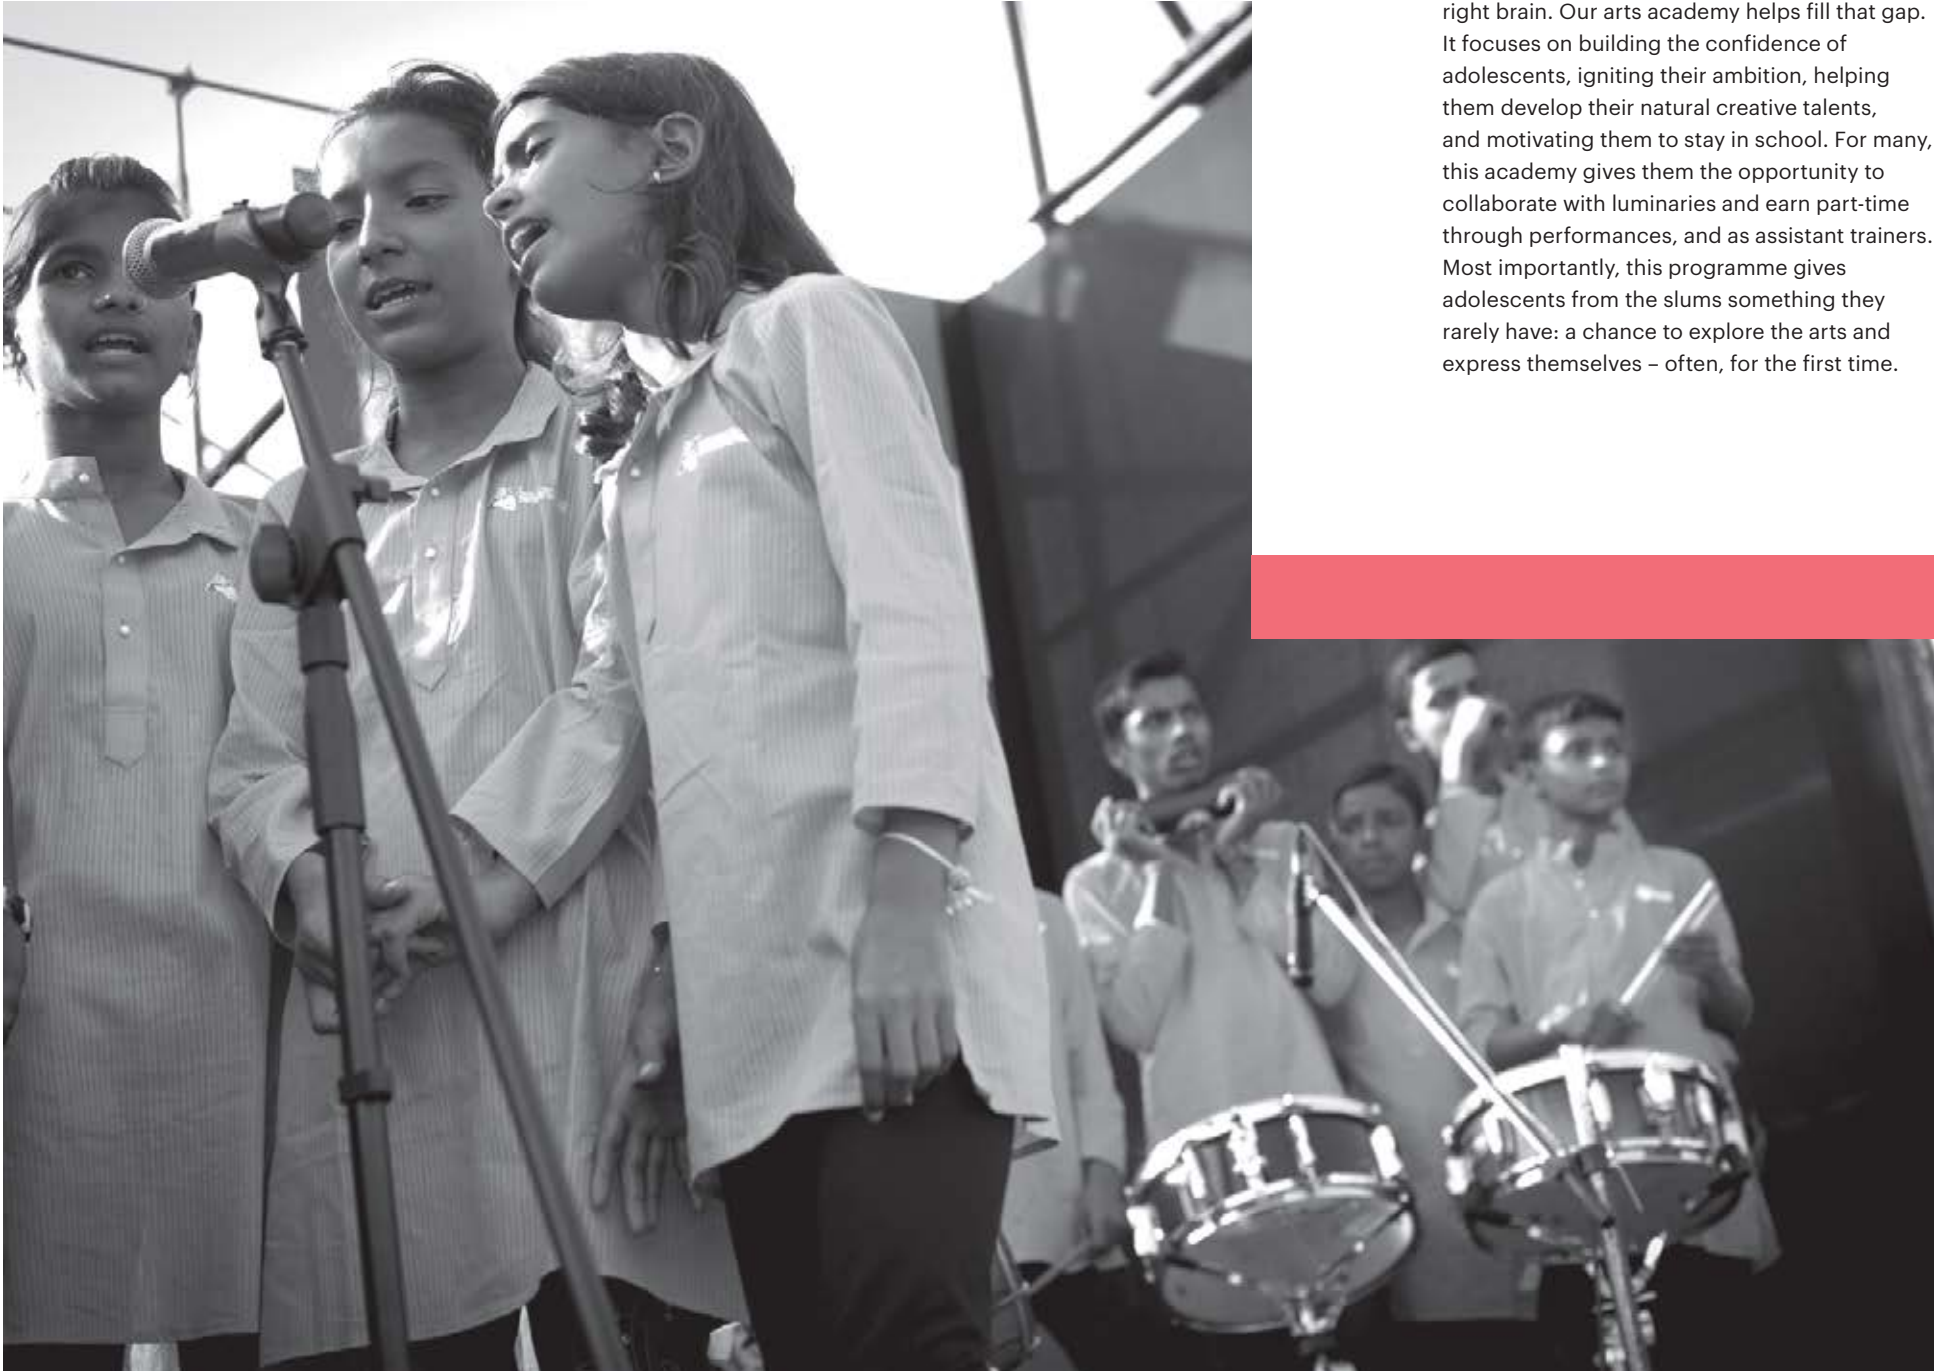 right brain. Our arts academy helps fill that gap.
It focuses on building the confidence of
adolescents, igniting their ambition, helping
them develop their natural creative talents,
and motivating them to stay in school. For many,
this academy gives them the opportunity to
collaborate with luminaries and earn part-time
through performances, and as assistant trainers.
Most importantly, this programme gives
adolescents from the slums something they
rarely have: a chance to explore the arts and
express themselves – often, for the first time.